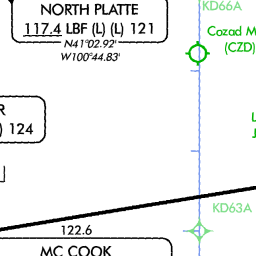 KD66A
NORTH PLATTE
117.4 LBF (L) (L) 121
N41°02.92'
W100°44.83'
Cozad M
(CZD)
R
) 124
L
J
KD63A
122.6
MC COOK